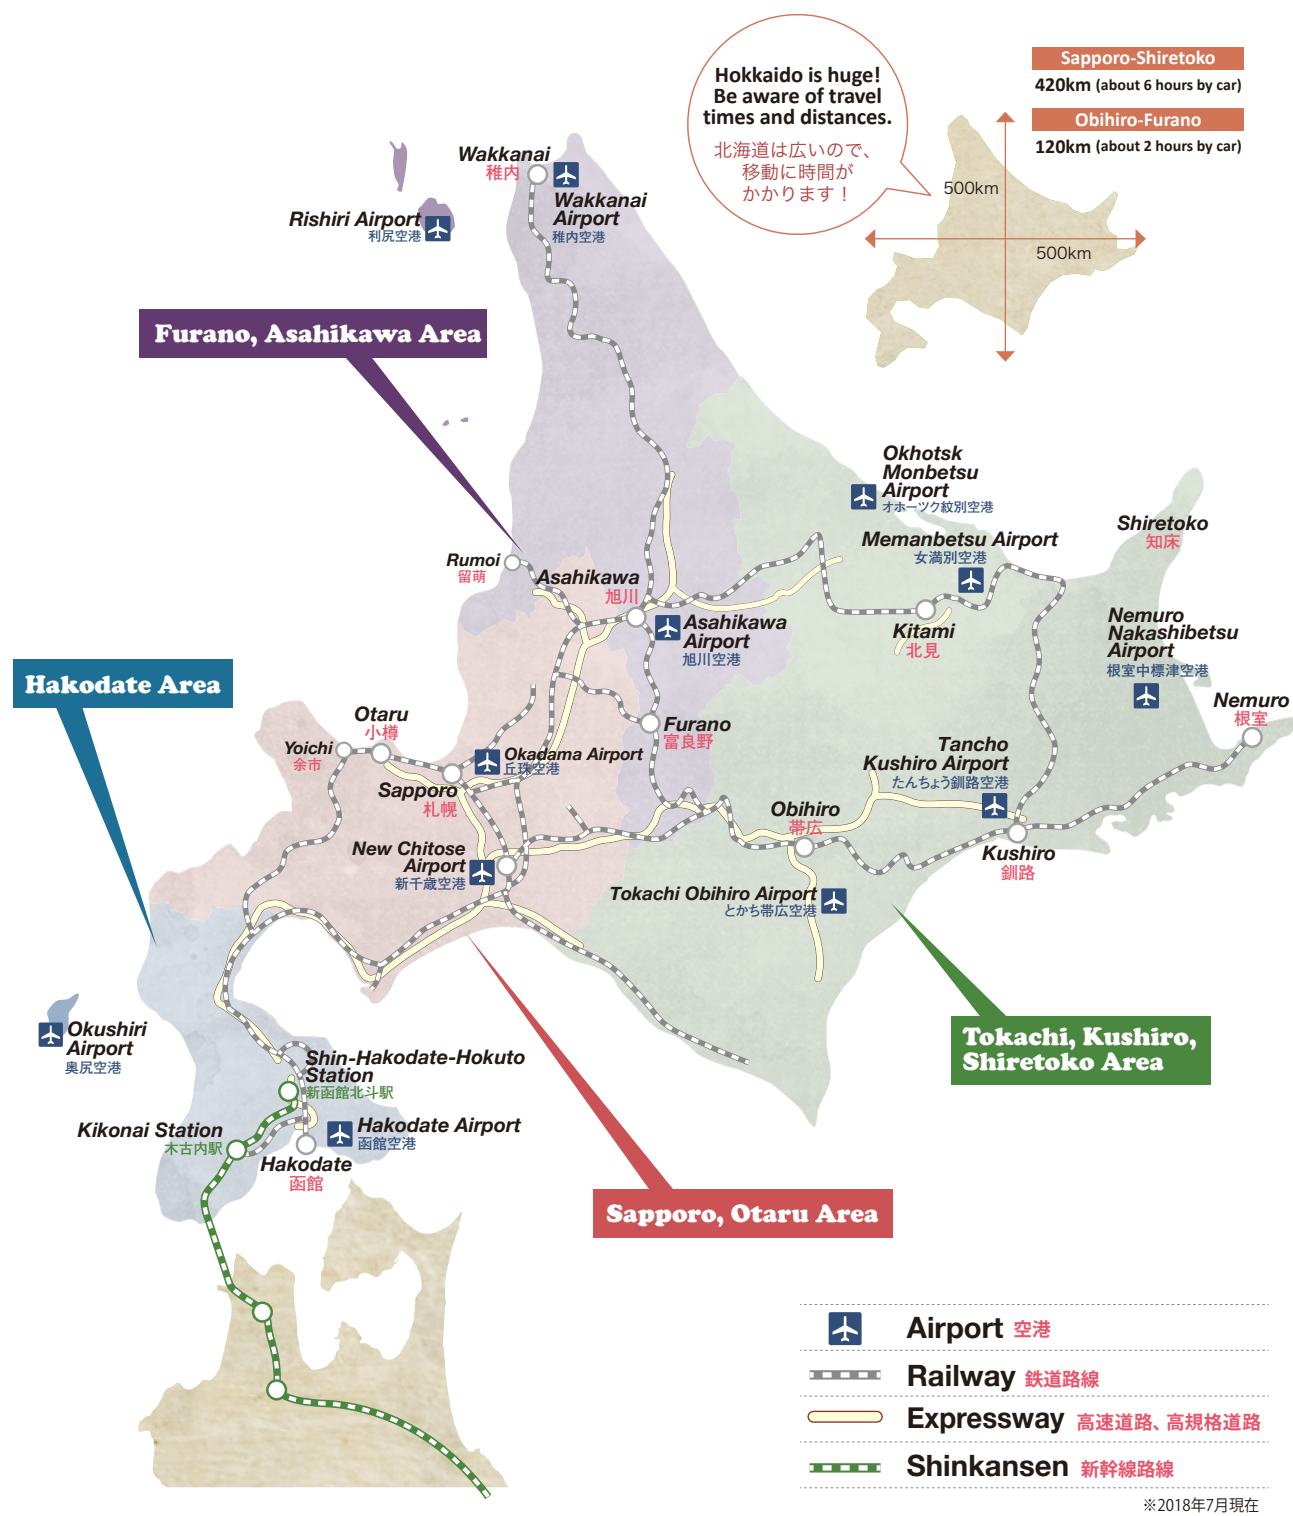 Hokkaido is huge!
Be aware of travel
times and distances.
北海道は広いので、
移動に時間が
かかります！
Sapporo-Shiretoko
420km (about 6 hours by car)
Obihiro-Furano
120km (about 2 hours by car)
500km
500km
Wakkanai
稚内
Wakkanai
Airport
稚内空港
Rishiri Airport
利尻空港
Furano, Asahikawa Area
Okhotsk
Monbetsu
Airport
オホーツク紋別空港
Memanbetsu Airport
女満別空港
Shiretoko
知床
Rumoi
留萌
Asahikawa
旭川
Asahikawa
Airport
旭川空港
Kitami
北見
Nemuro
Nakashibetsu
Airport
根室中標津空港
Nemuro
根室
Hakodate Area
Otaru
小樽
Yoichi
余市
Okadama Airport
丘珠空港
Furano
富良野
Tancho
Kushiro Airport
たんちょう釧路空港
Sapporo
札幌
Obihiro
帯広
New Chitose
Airport
新千歳空港
Kushiro
釧路
Tokachi Obihiro Airport
とかち帯広空港
Okushiri
Airport
奥尻空港
Tokachi, Kushiro,
Shiretoko Area
Shin-Hakodate-Hokuto
Station
新函館北斗駅
Kikonai Station
木古内駅
Hakodate Airport
函館空港
Hakodate
函館
Sapporo, Otaru Area
Airport 空港
Railway 鉄道路線
Expressway 高速道路、高規格道路
Shinkansen 新幹線路線
※2018年7月現在